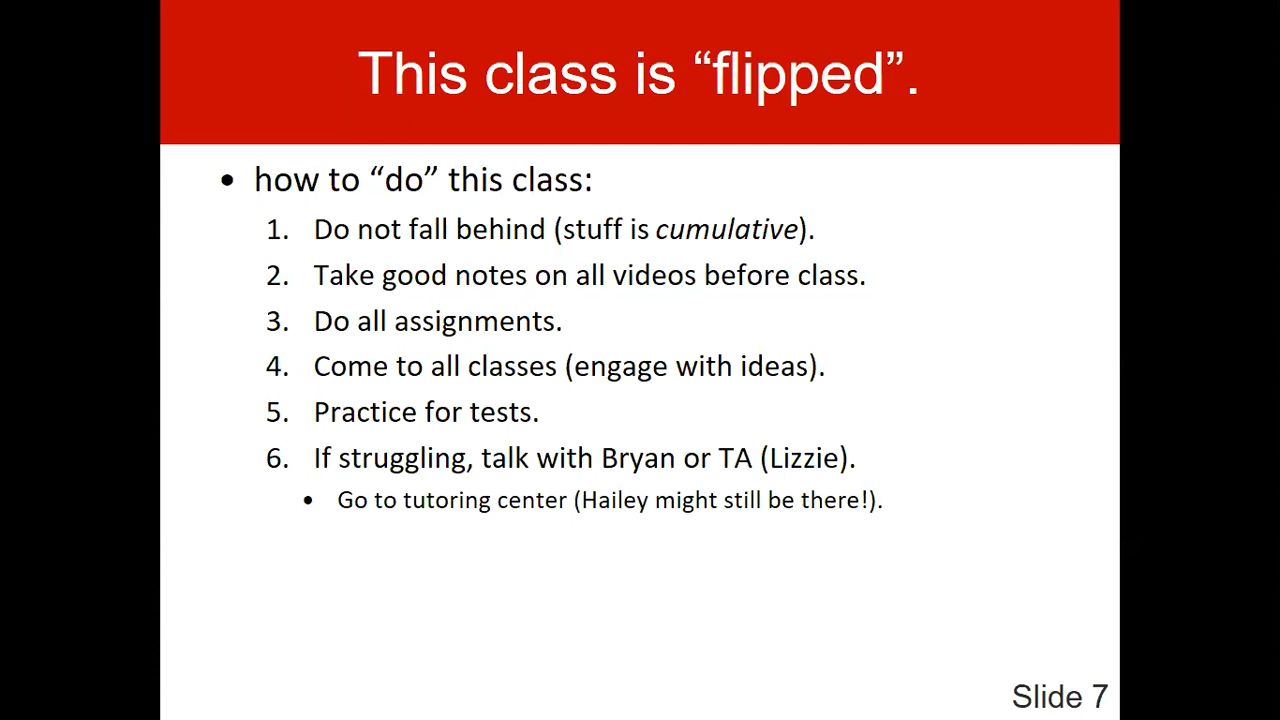 This class is “flipped”.
• how to “do” this class:
1. Do not fall behind (stuff is cumulative).
2. Take good notes on all videos before class.
3. Do all assignments.
4. Come to all classes (engage with ideas).
5. Practice for tests.
6. If struggling, talk with Bryan or TA (Lizzie).
• Go to tutoring center (Hailey might still be there!).
Slide 7